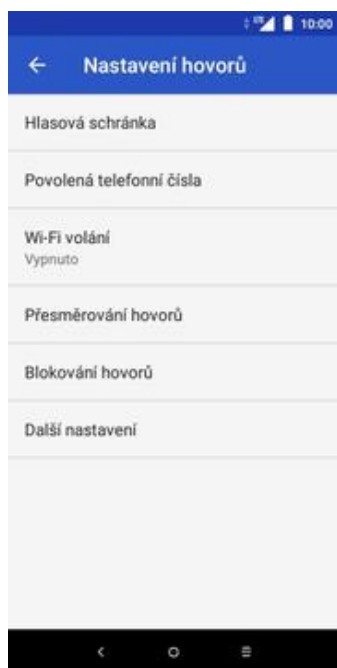 10:00
Nastavení hovorů
Hlasová schránka
Povolená telefonní čísla
Wi-Fi volání
Vypnuto
Přesměrování hovorů
Blokování hovorů
Další nastavení